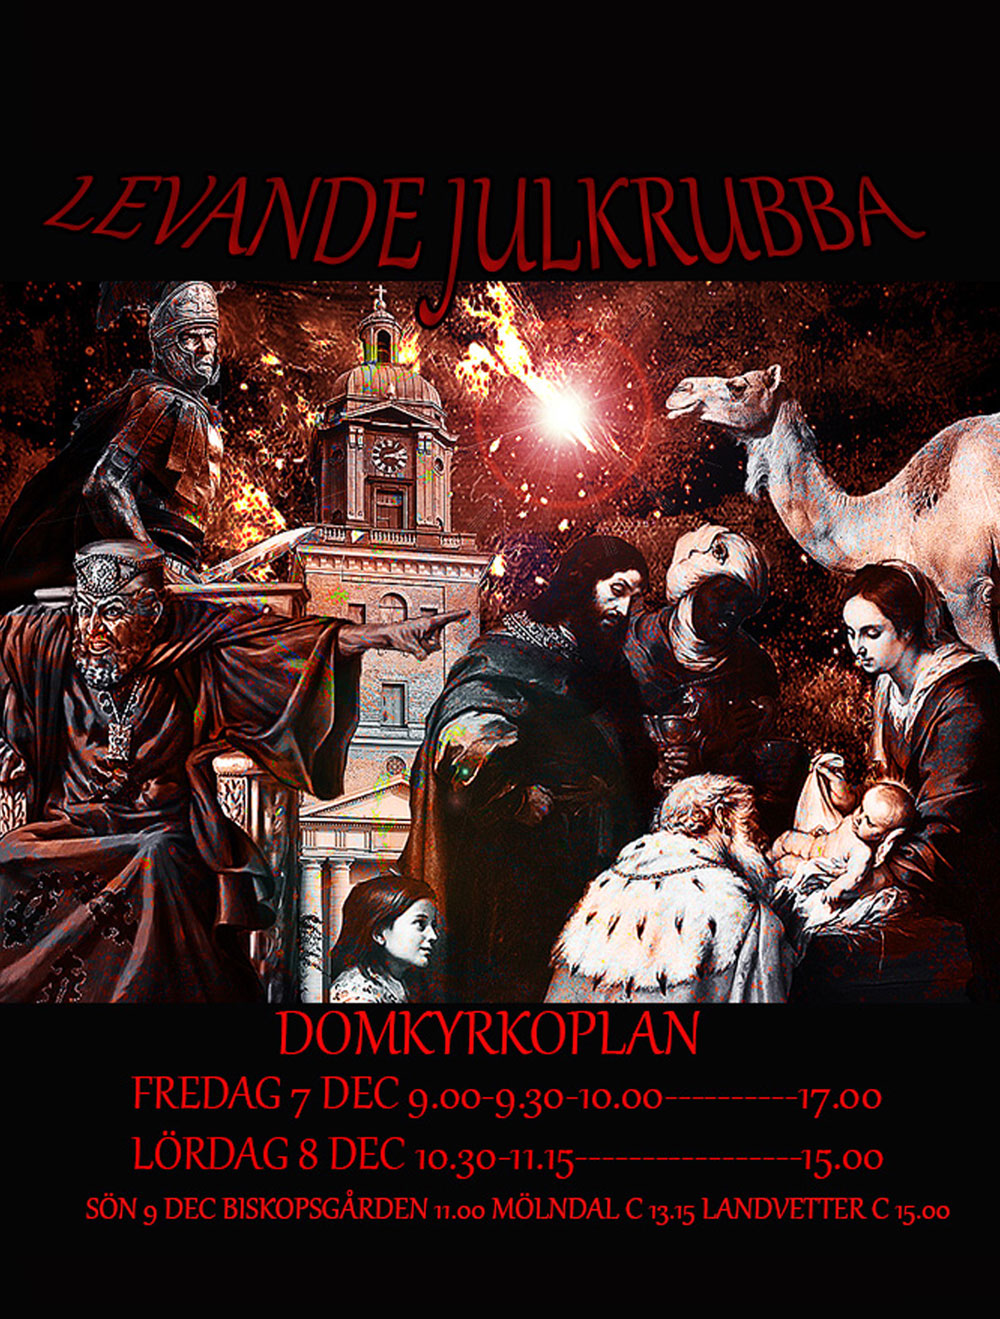 LEVANDE JULKRUBBA
DOMKYRKOPLAN
FREDAG 7 DEC 9.00-9.30-10.00----------17.00
LÖRDAG 8 DEC 10.30-11.15-----------------15.00
SÖN 9 DEC BISKOPSGÅRDEN 11.00 MÖLNDAL C 13.15 LANDVETTER C 15.00